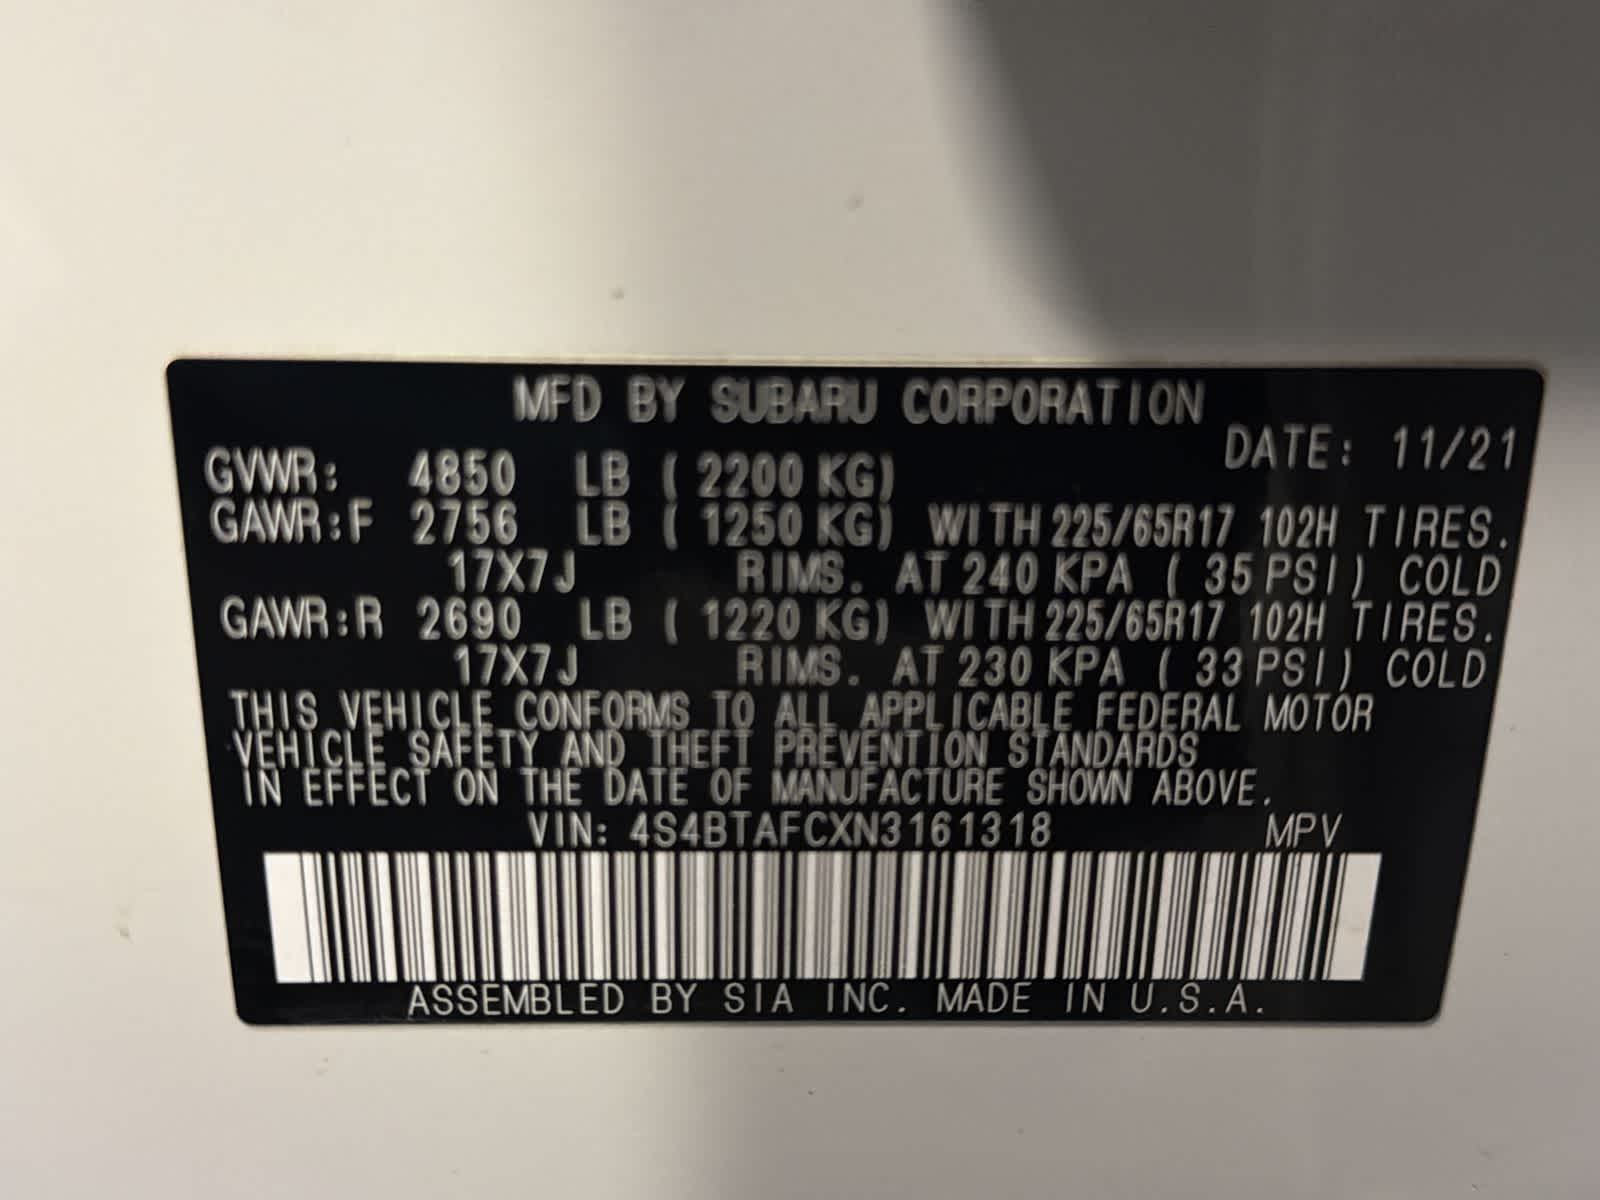 MFD BY SUBARU CORPORATION
DATE: 11/21
GVWR: 4850 LB ( 2200 KG)
GAWR:F 2756 LB ( 1250 KG) WITH 225/65R17 102H TIRES.
17X7J RIMS. AT 240 KPA ( 35 PSI) COLD
GAWR:R 2690 LB ( 1220 KG) WITH 225/65R17 102H TIRES.
17X7J RIMS. AT 230 KPA ( 33 PSI) COLD
THIS VEHICLE CONFORMS TO ALL APPLICABLE FEDERAL MOTOR
VEHICLE SAFETY AND THEFT PREVENTION STANDARDS
IN EFFECT ON THE DATE OF MANUFACTURE SHOWN ABOVE.
VIN: 4S4BTAFCXN3161318 MPV
ASSEMBLED BY SIA INC. MADE IN U.S.A.